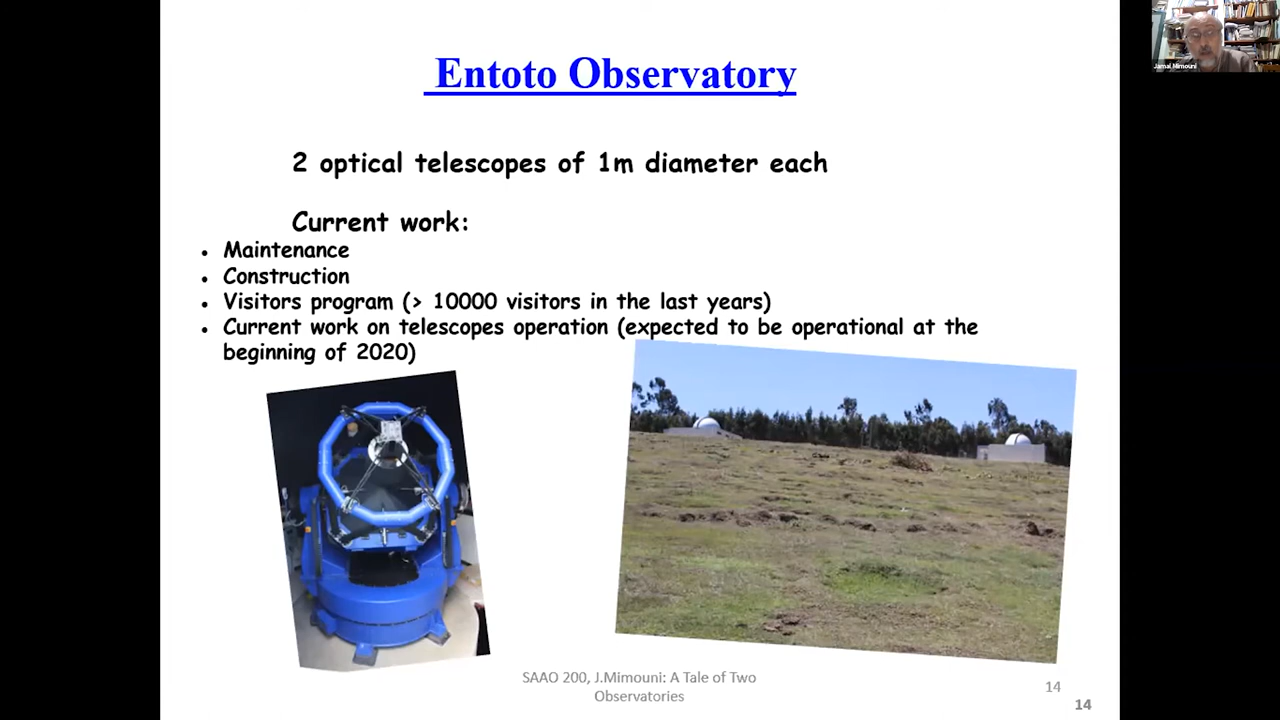 Entoto Observatory
2 optical telescopes of 1m diameter each
Current work:
• Maintenance
• Construction
• Visitors program (> 10000 visitors in the last years)
• Current work on telescopes operation (expected to be operational at the
beginning of 2020)
SAAO 200, J.Mimouni: A Tale of Two
Observatories
14
14
Jamal Mimouni